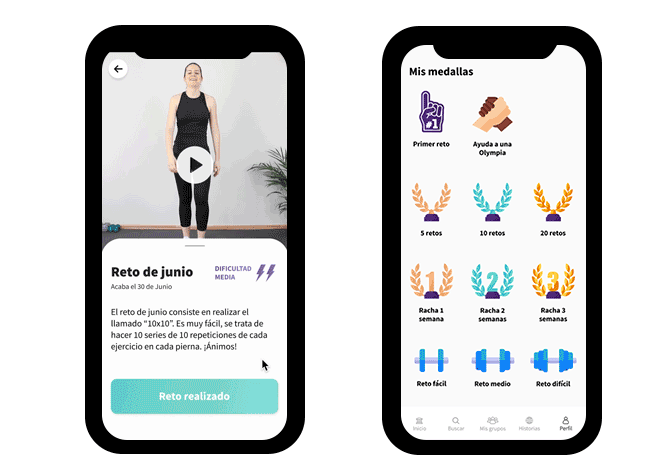 Reto de junio
DIFICULTAD
MEDIA
Acaba el 30 de Junio
El reto de junio consiste en realizar el
llamado “10x10”. Es muy fácil, se trata de
hacer 10 series de 10 repeticiones de cada
ejercicio en cada pierna. ¡Ánimos!
Reto realizado
Mis medallas
#1
Primer reto
Ayuda a una
Olympia
5 retos
10 retos
20 retos
1
2
3
Racha 1
semana
Racha 2
semanas
Racha 3
semanas
Reto fácil
Reto medio
Reto difícil
Inicio
Buscar
Mis grupos
Historias
Perfil